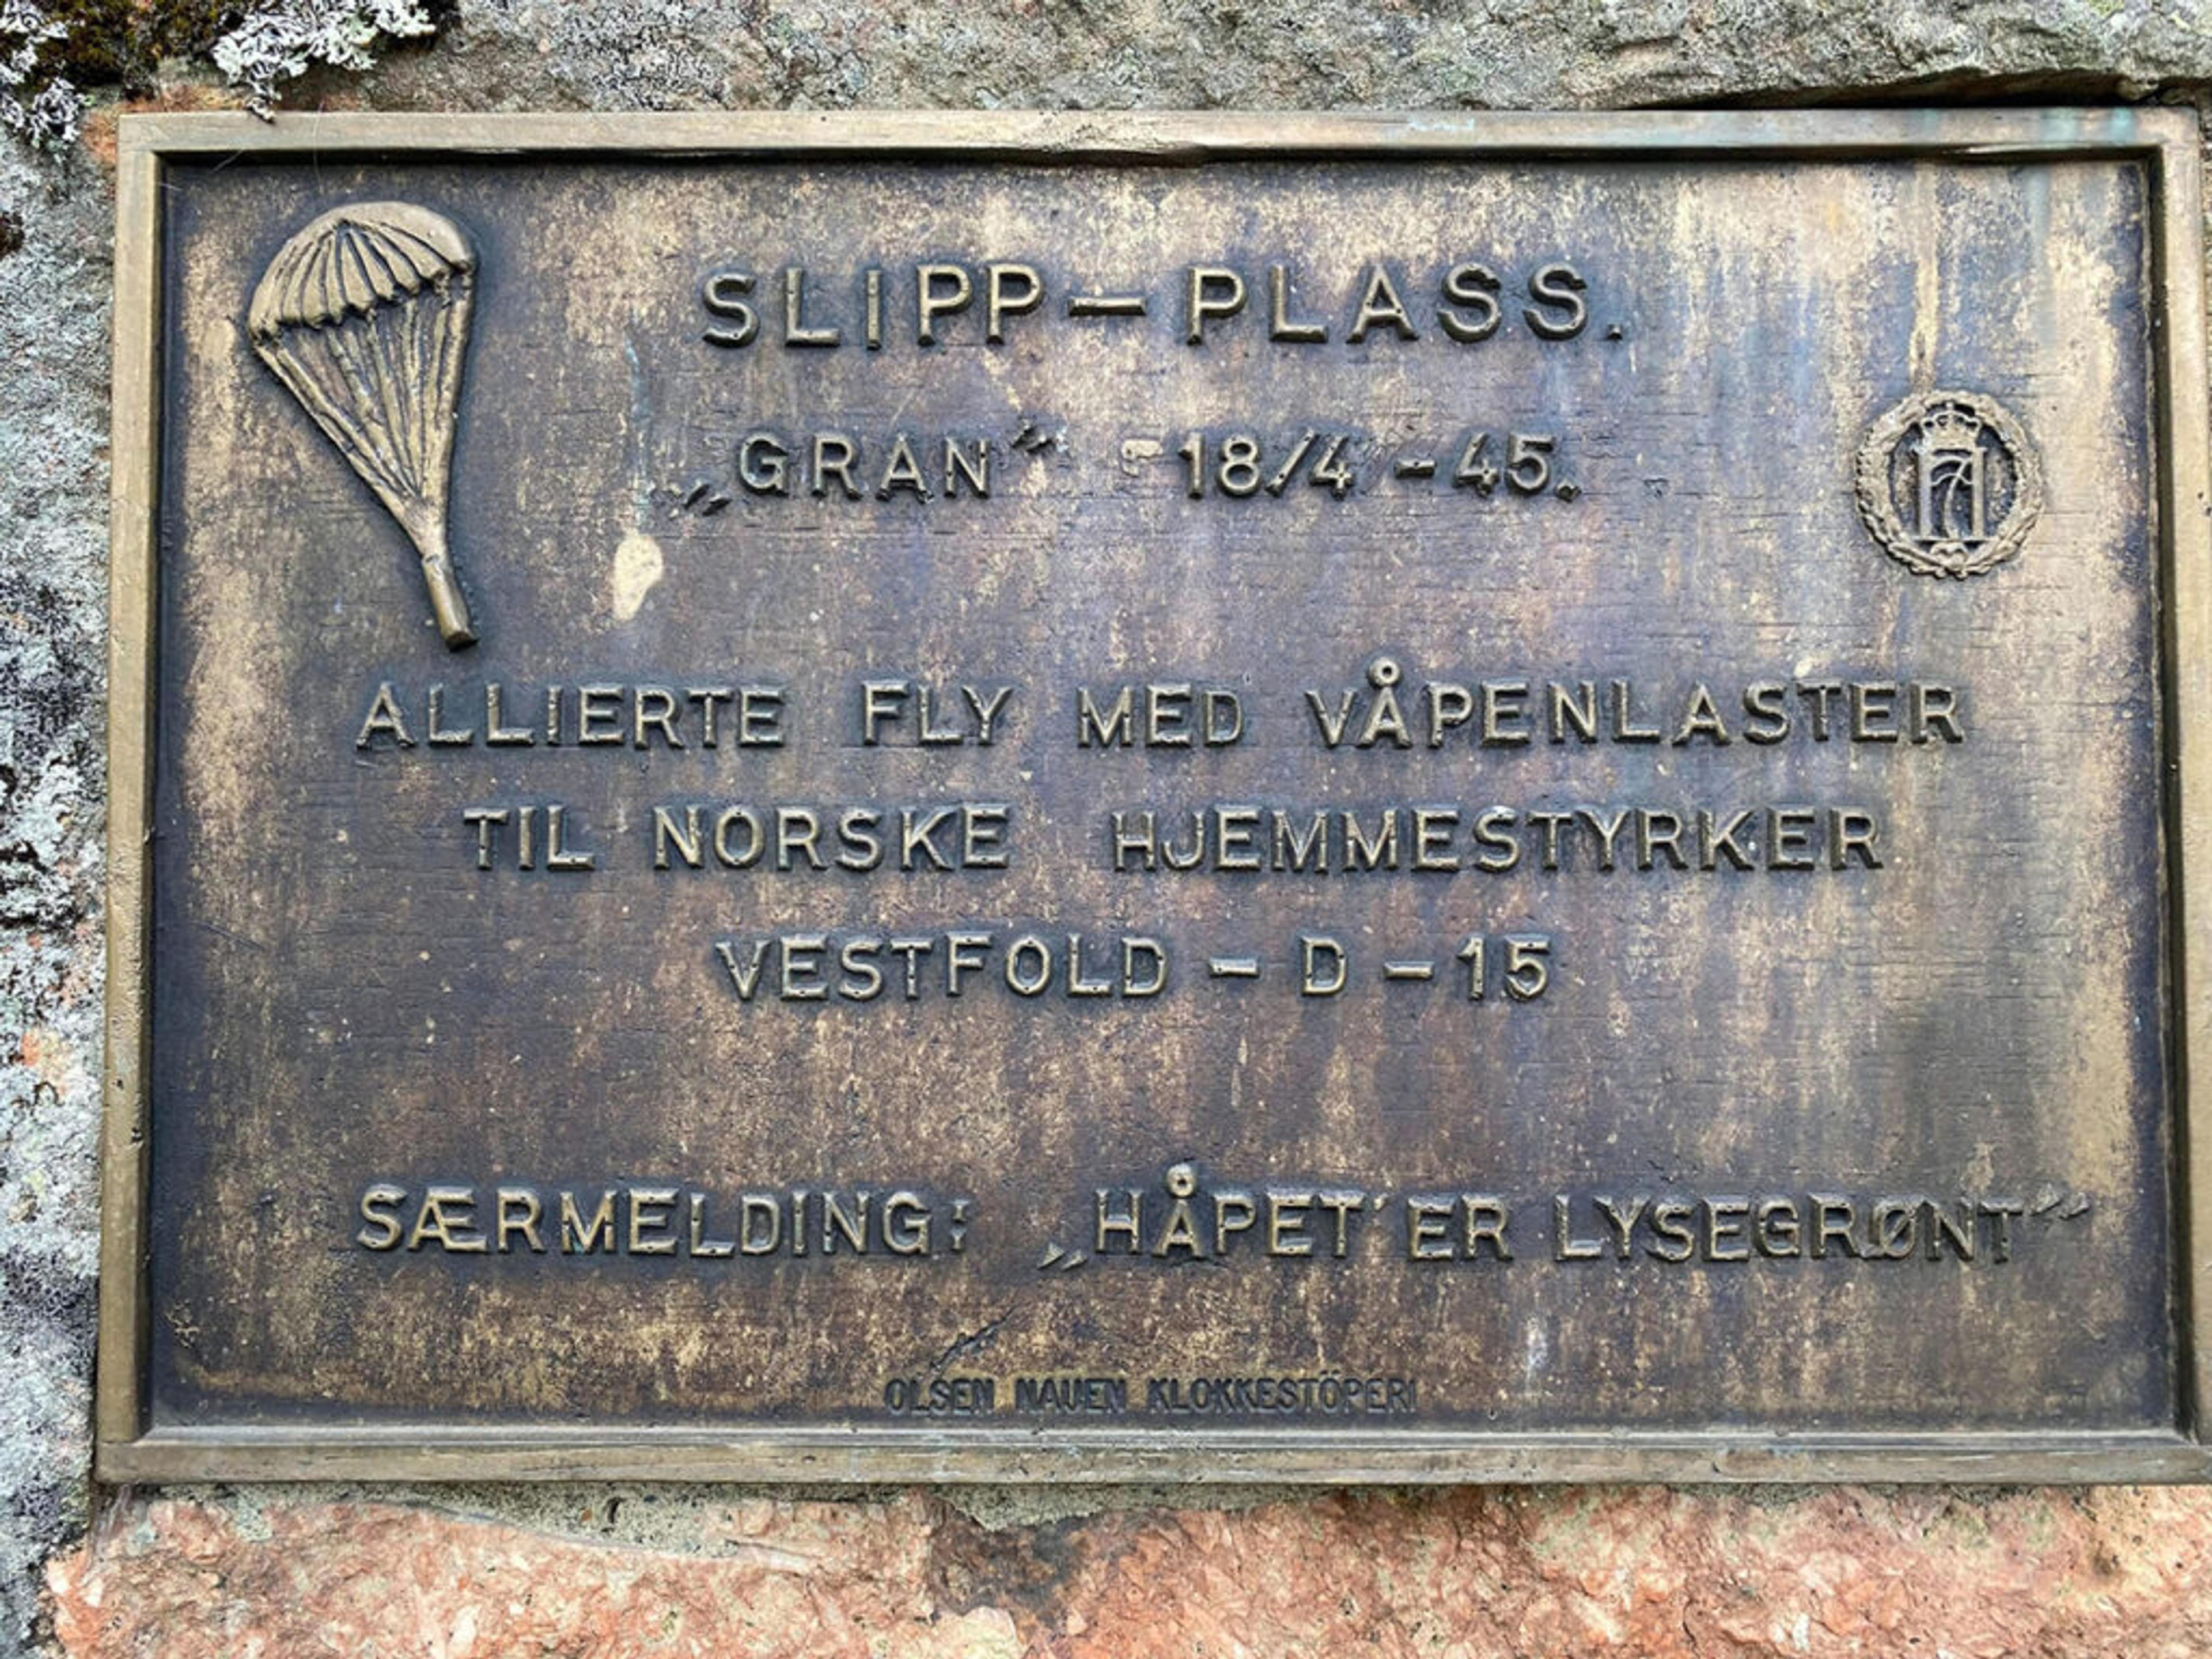 SLIPP-PLASS.
„GRAN” - 18/4 - 45.
H7
ALLIERTE FLY MED VÅPENLASTER
TIL NORSKE HJEMMESTYRKER
VESTFOLD - D - 15
SÆRMELDING: „HÅPET'ER LYSEGRØNT”
OLSEN NAUEN KLOKKESTÖPERI